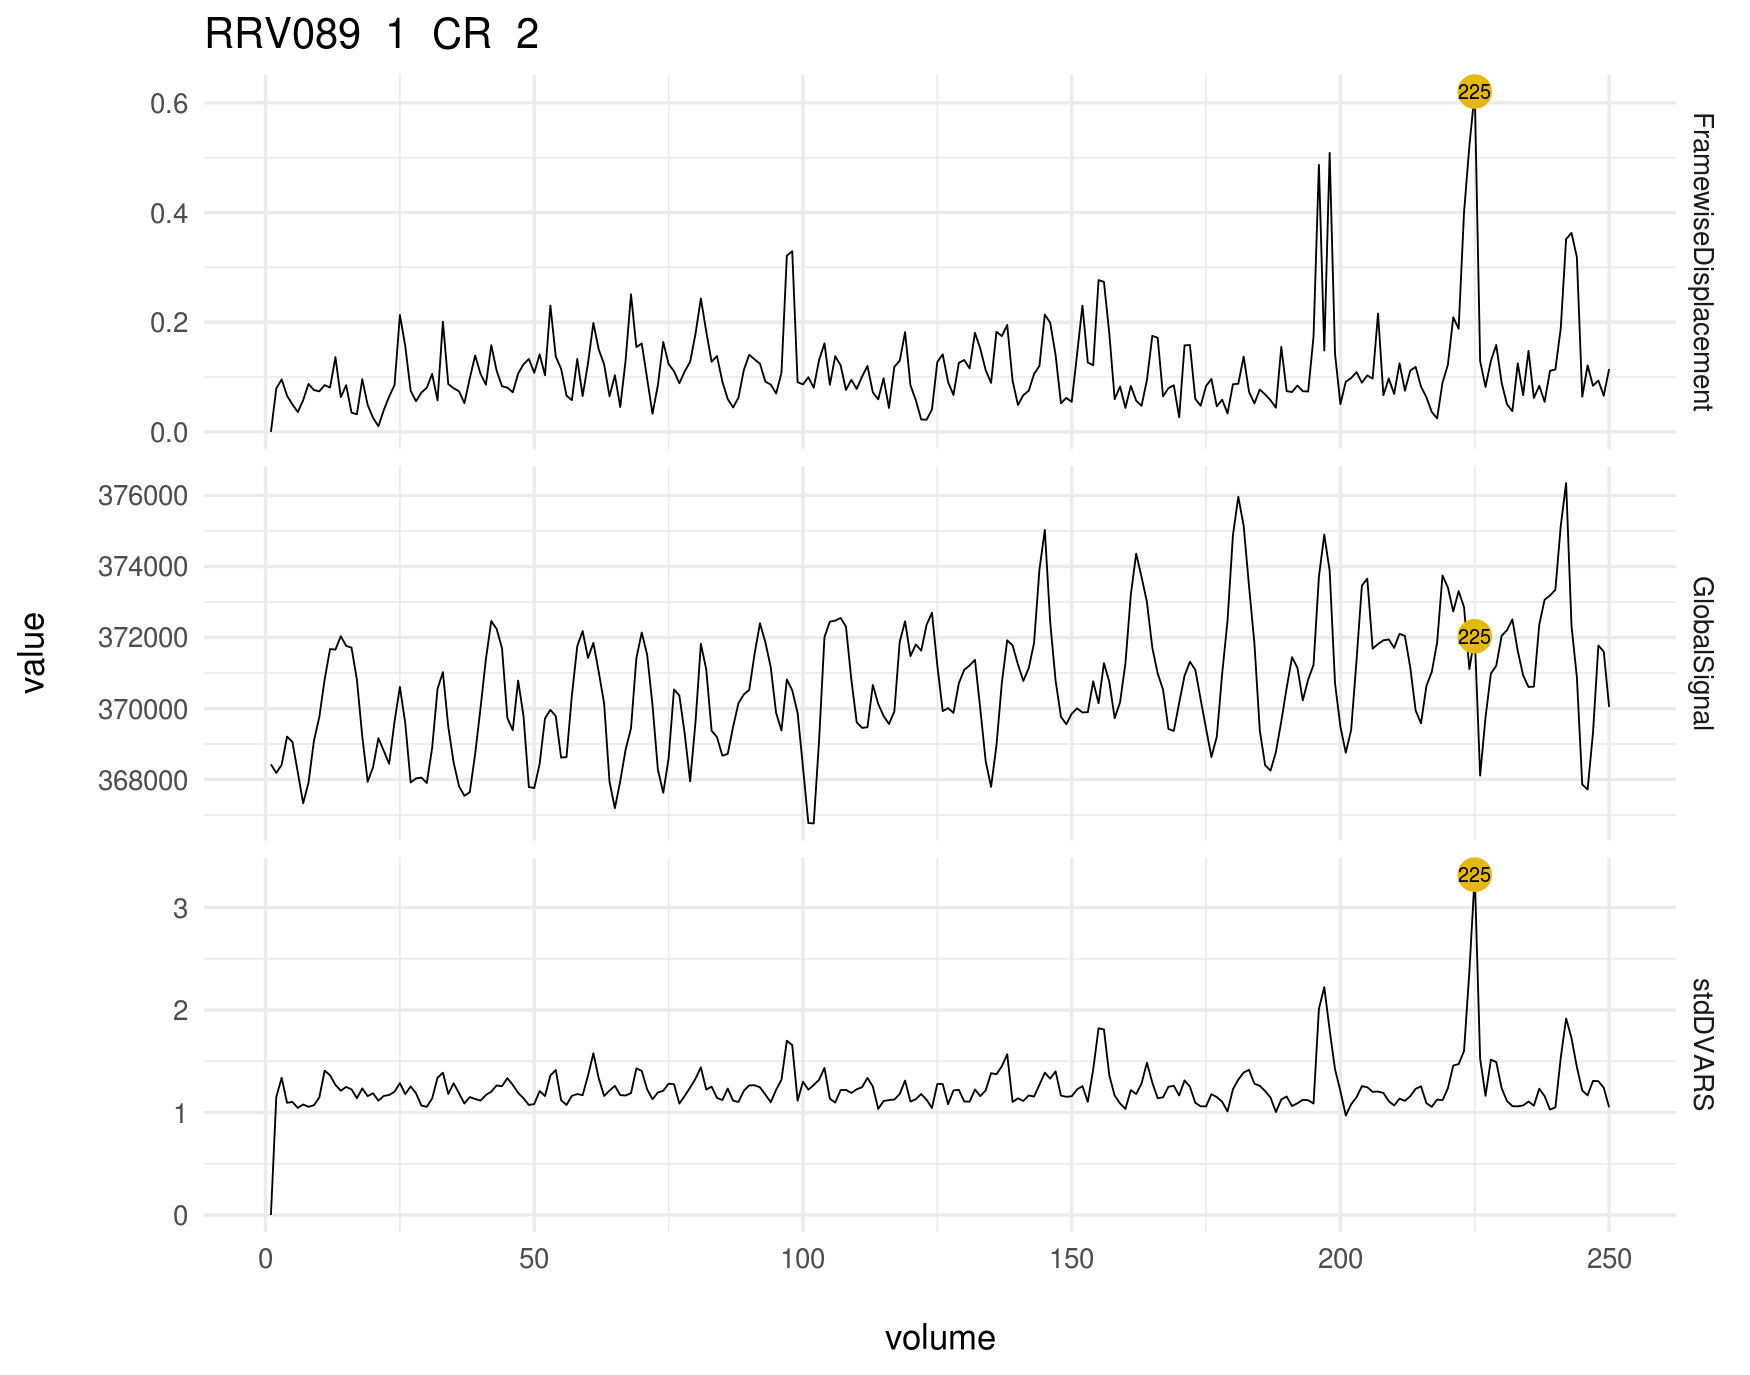 RRV089 1 CR 2
0.6
0.4
0.2
0.0
225
FramewiseDisplacement
376000
374000
372000
370000
368000
225
GlobalSignal
value
3
2
1
0
225
stdDVARS
0 50 100 150 200 250
volume